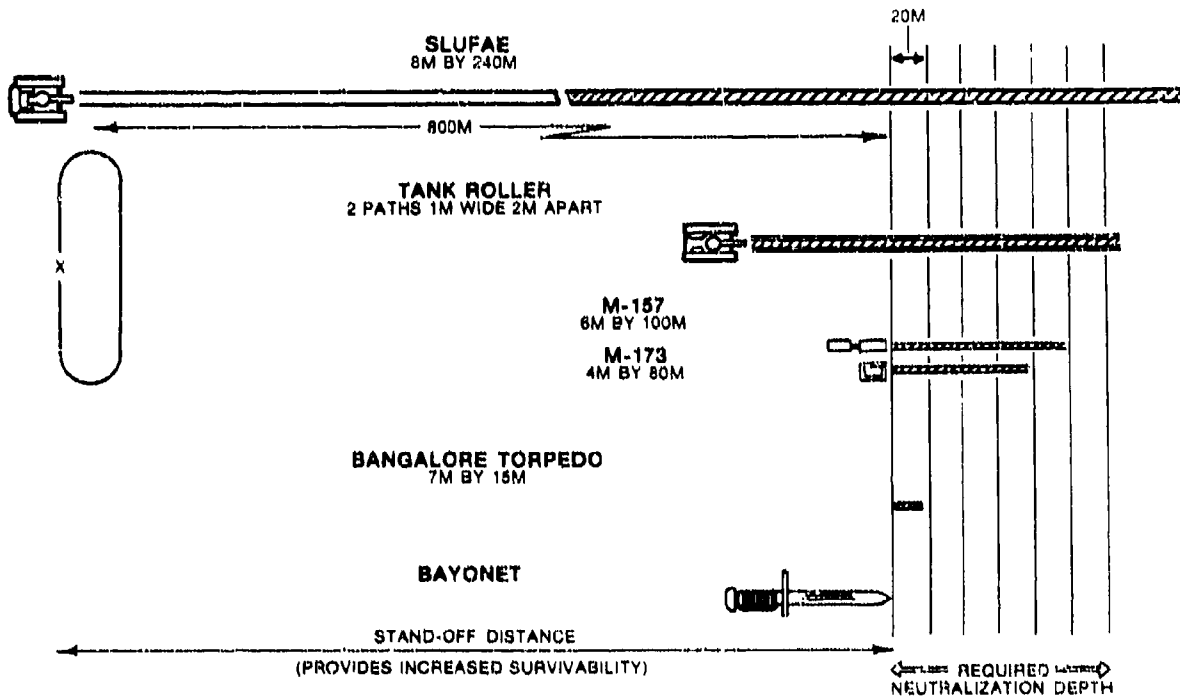 20M
SLUFAE
8M BY 240M
800M
TANK ROLLER
2 PATHS 1M WIDE 2M APART
X
M-157
6M BY 100M
M-173
4M BY 80M
BANGALORE TORPEDO
7M BY 15M
BAYONET
STAND-OFF DISTANCE
(PROVIDES INCREASED SURVIVABILITY)
REQUIRED
NEUTRALIZATION DEPTH